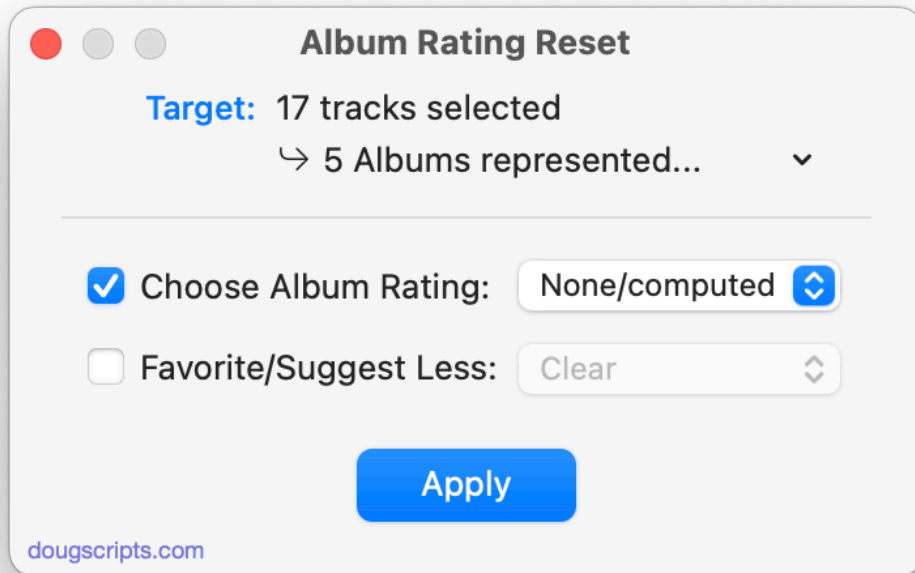 Album Rating Reset
Target: 17 tracks selected
↪ 5 Albums represented...
Choose Album Rating: None/computed
Favorite/Suggest Less: Clear
Apply
dougscripts.com